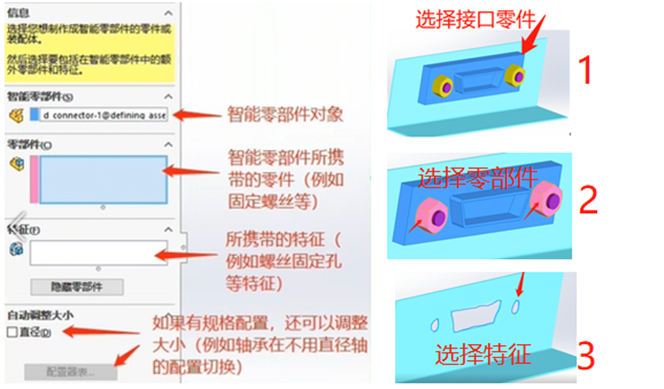 信息
选择您想制作成智能零部件的零件或
装配体。
然后选择要包括在智能零部件中的额
外零部件和特征。
智能零部件(S)
d connector-1@defining_asse
智能零部件对象
零部件(C)
智能零部件所携
带的零件（例如
固定螺丝等）
特征(F)
所携带的特征（
例如螺丝固定孔
等特征）
隐藏零部件
自动调整大小
直径(D)
如果有规格配置，还可以调整
大小（例如轴承在不用直径轴
的配置切换）
配置器表...
选择接口零件
1
选择零部件
2
选择特征
3